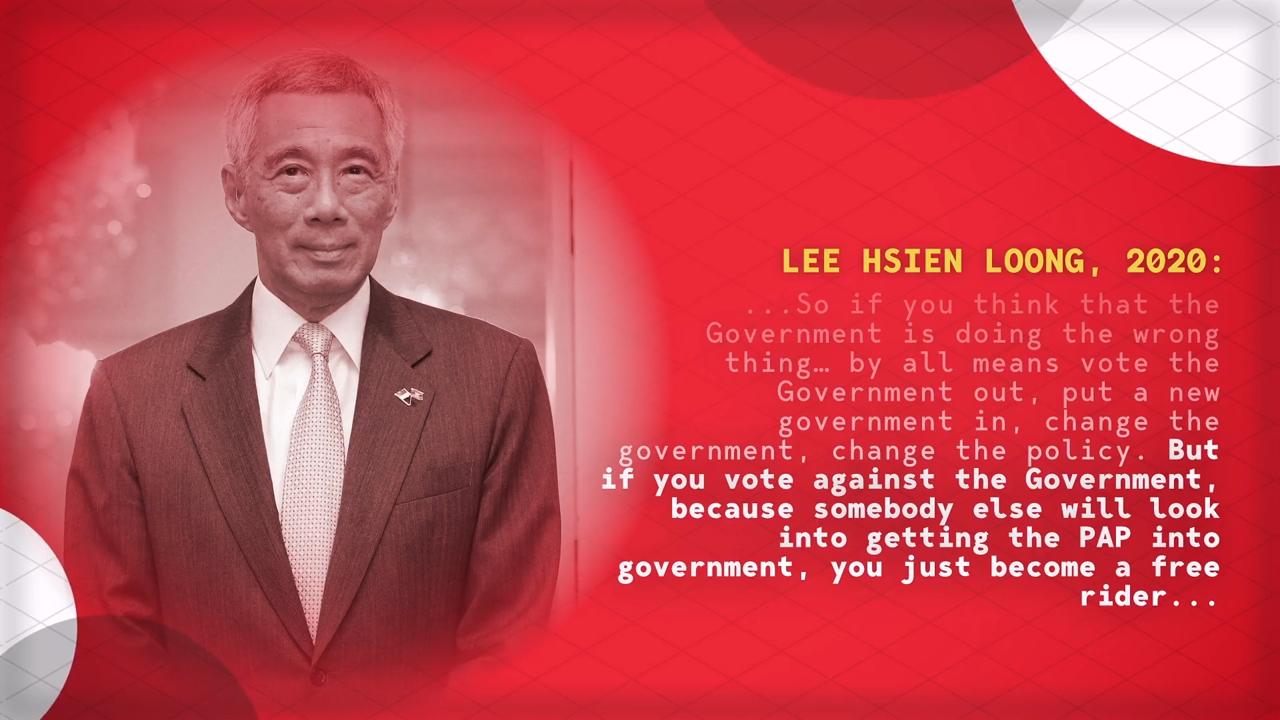 LEE HSIEN LOONG, 2020:
...So if you think that the
Government is doing the wrong
thing… by all means vote the
Government out, put a new
government in, change the
government, change the policy. But
if you vote against the Government,
because somebody else will look
into getting the PAP into
government, you just become a free
rider...